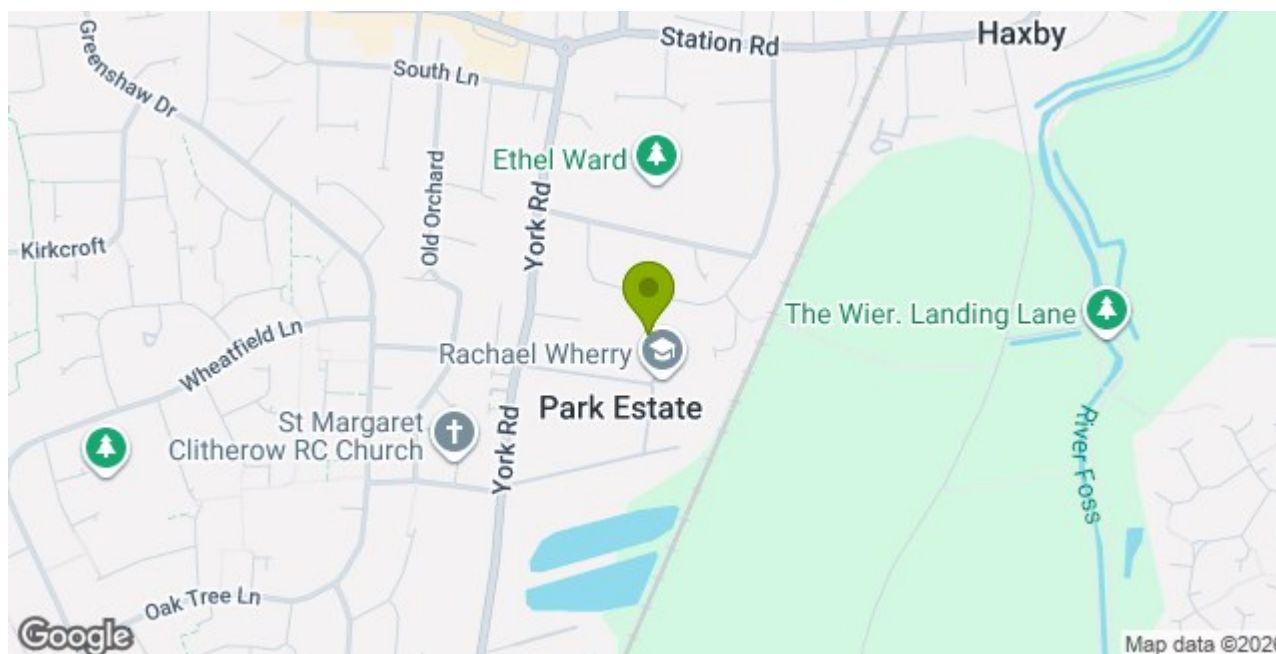 Greenshaw Dr
Station Rd
Haxby
South Ln
Ethel Ward
Old Orchard
York Rd
Kirkcroft
The Wier. Landing Lane
Wheatfield Ln
Rachael Wherry
Park Estate
St Margaret
Clitherow RC Church
York Rd
River Foss
Oak Tree Ln
Google
Map data ©2026